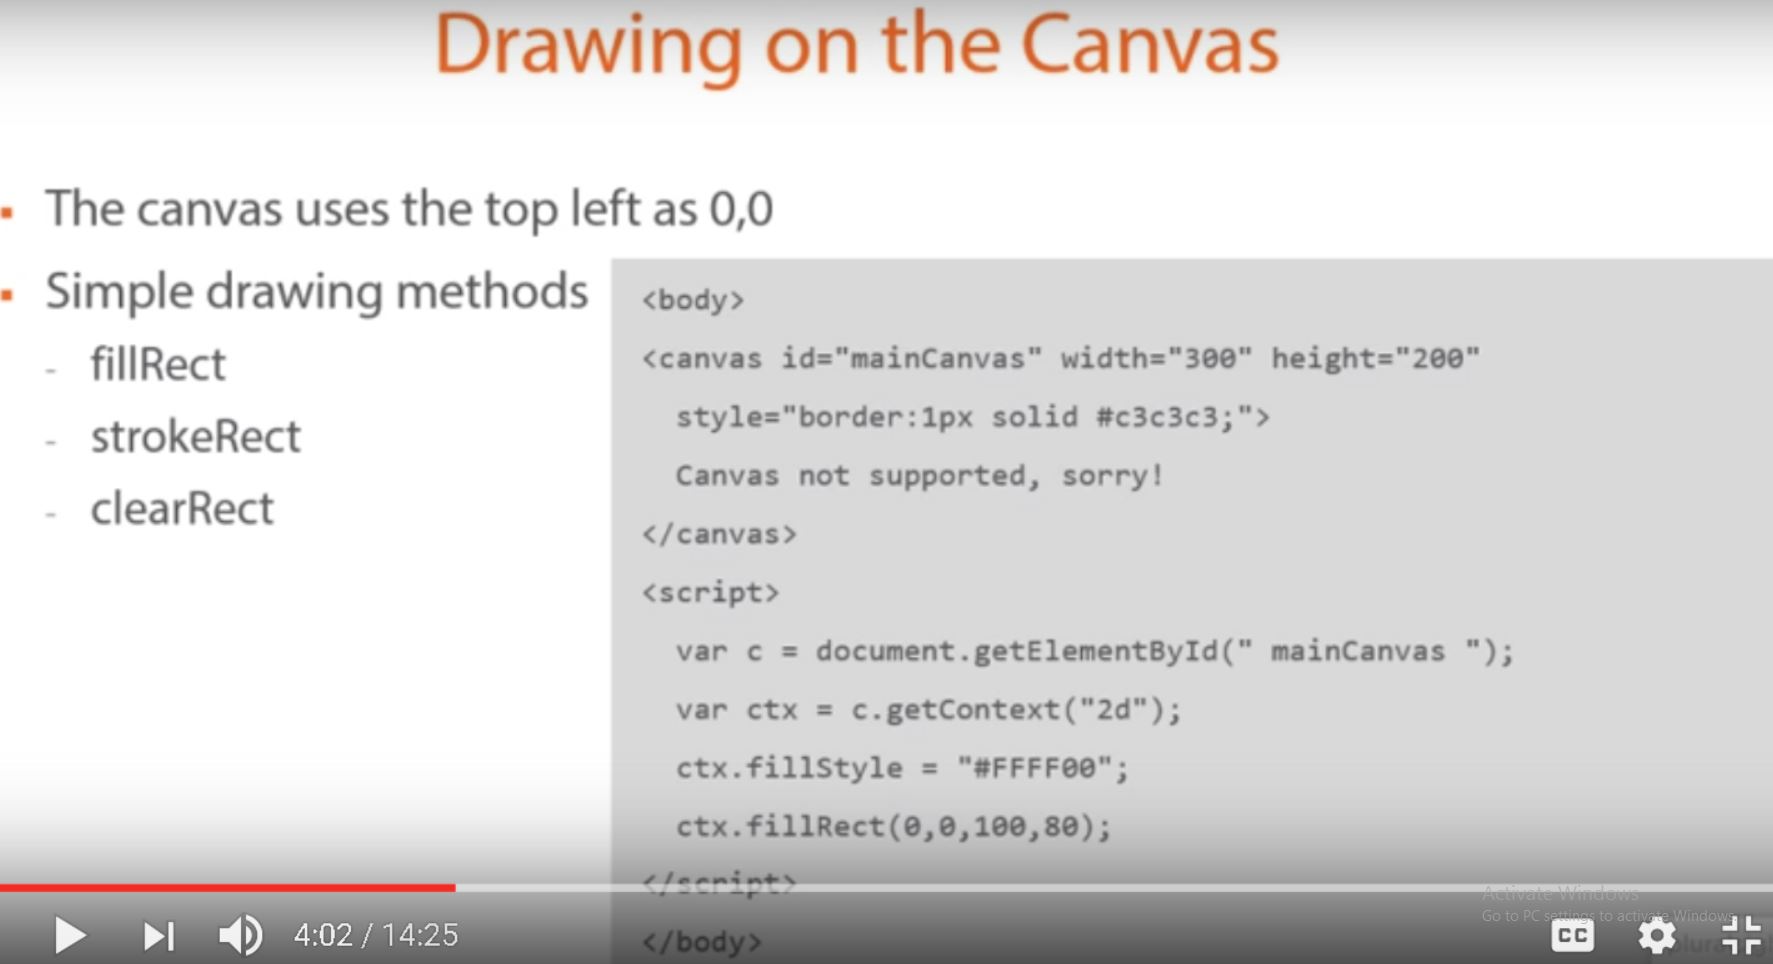 Drawing on the Canvas
The canvas uses the top left as 0,0
Simple drawing methods
- fillRect
- strokeRect
- clearRect
<body>
<canvas id="mainCanvas" width="300" height="200"
style="border:1px solid #c3c3c3;">
Canvas not supported, sorry!
</canvas>
<script>
var c = document.getElementById(" mainCanvas ");
var ctx = c.getContext("2d");
ctx.fillStyle = "#FFFF00";
ctx.fillRect(0,0,100,80);
</script>
</body>
Activate Windows
Go to PC settings to activate Windows.
4:02 / 14:25
CC